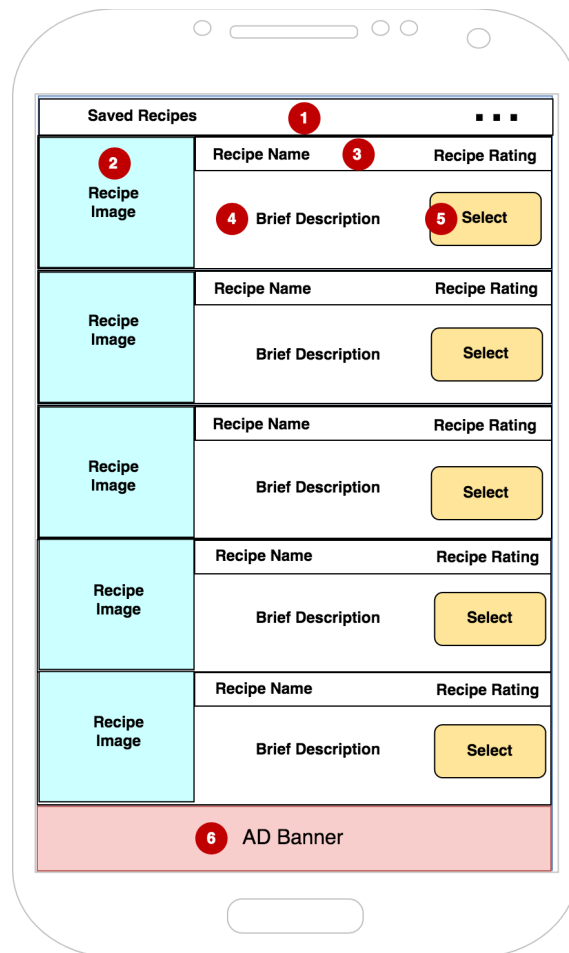 Saved Recipes 1 ...
2
Recipe
Image
Recipe Name 3 Recipe Rating
4 Brief Description 5 Select
Recipe
Image
Recipe Name Recipe Rating
Brief Description Select
Recipe
Image
Recipe Name Recipe Rating
Brief Description Select
Recipe
Image
Recipe Name Recipe Rating
Brief Description Select
Recipe
Image
Recipe Name Recipe Rating
Brief Description Select
6 AD Banner